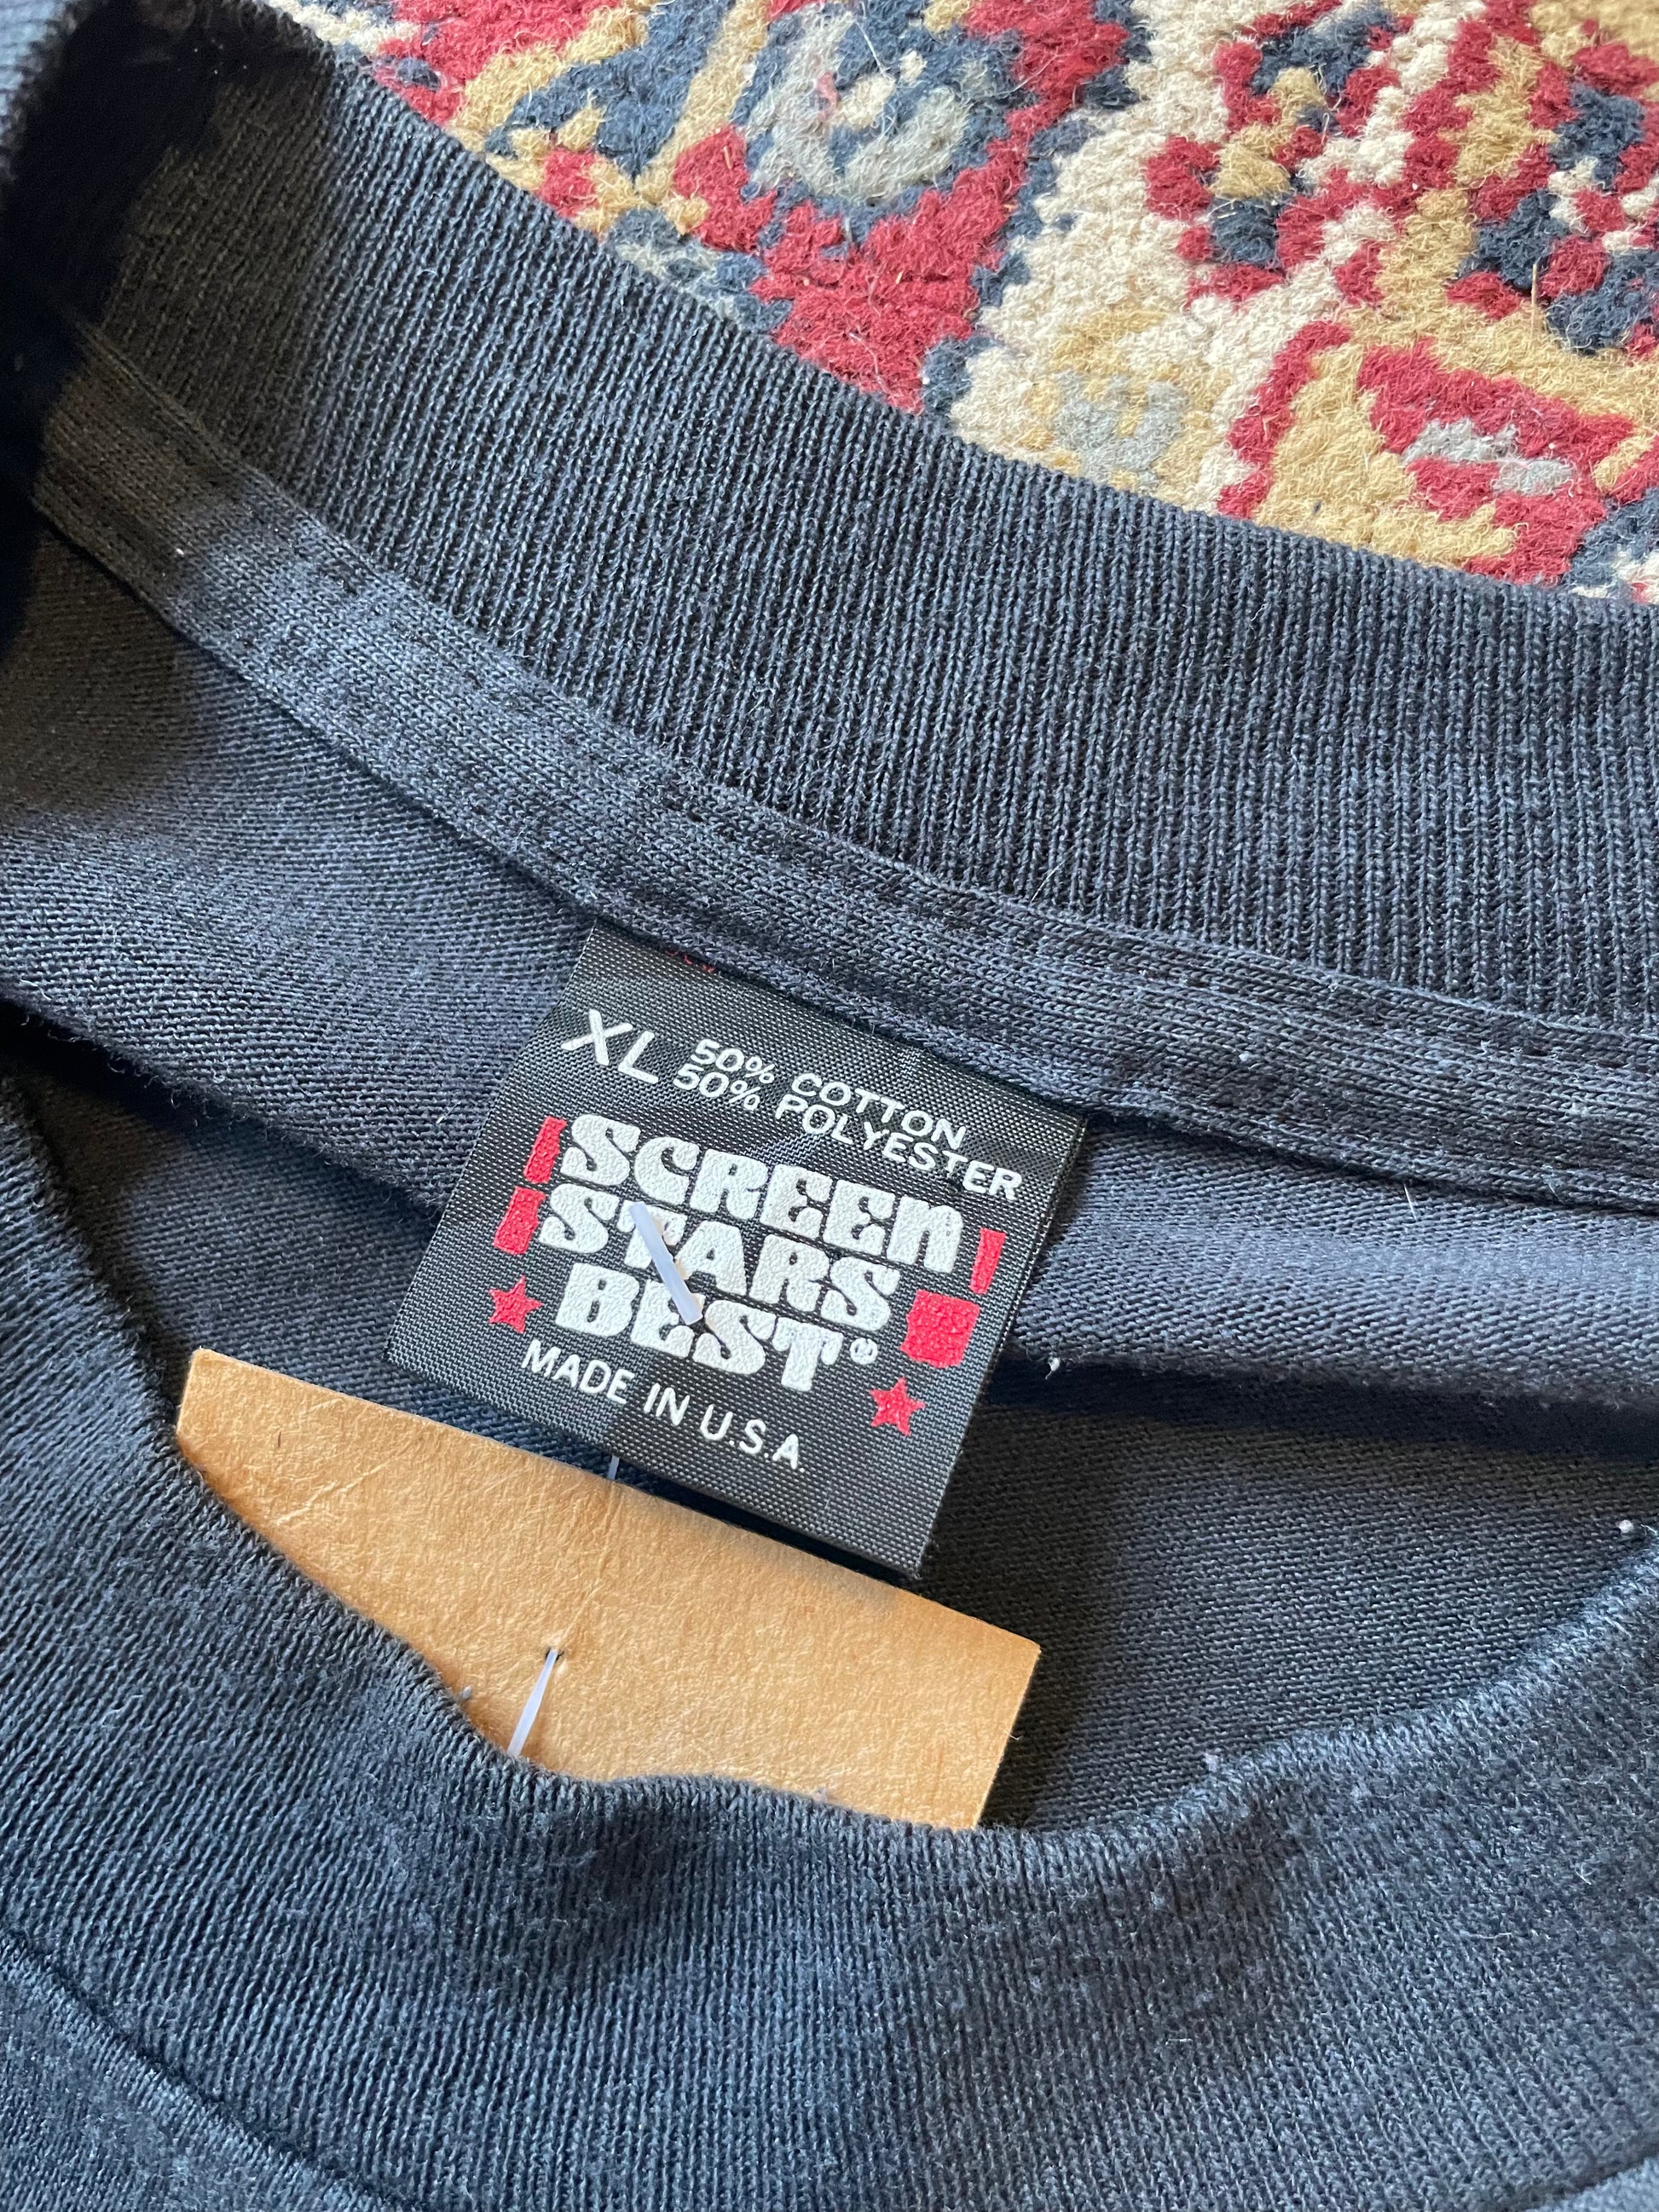 XL 50% COTTON
50% POLYESTER
SCREEN
STARS
BEST®
MADE IN U.S.A.